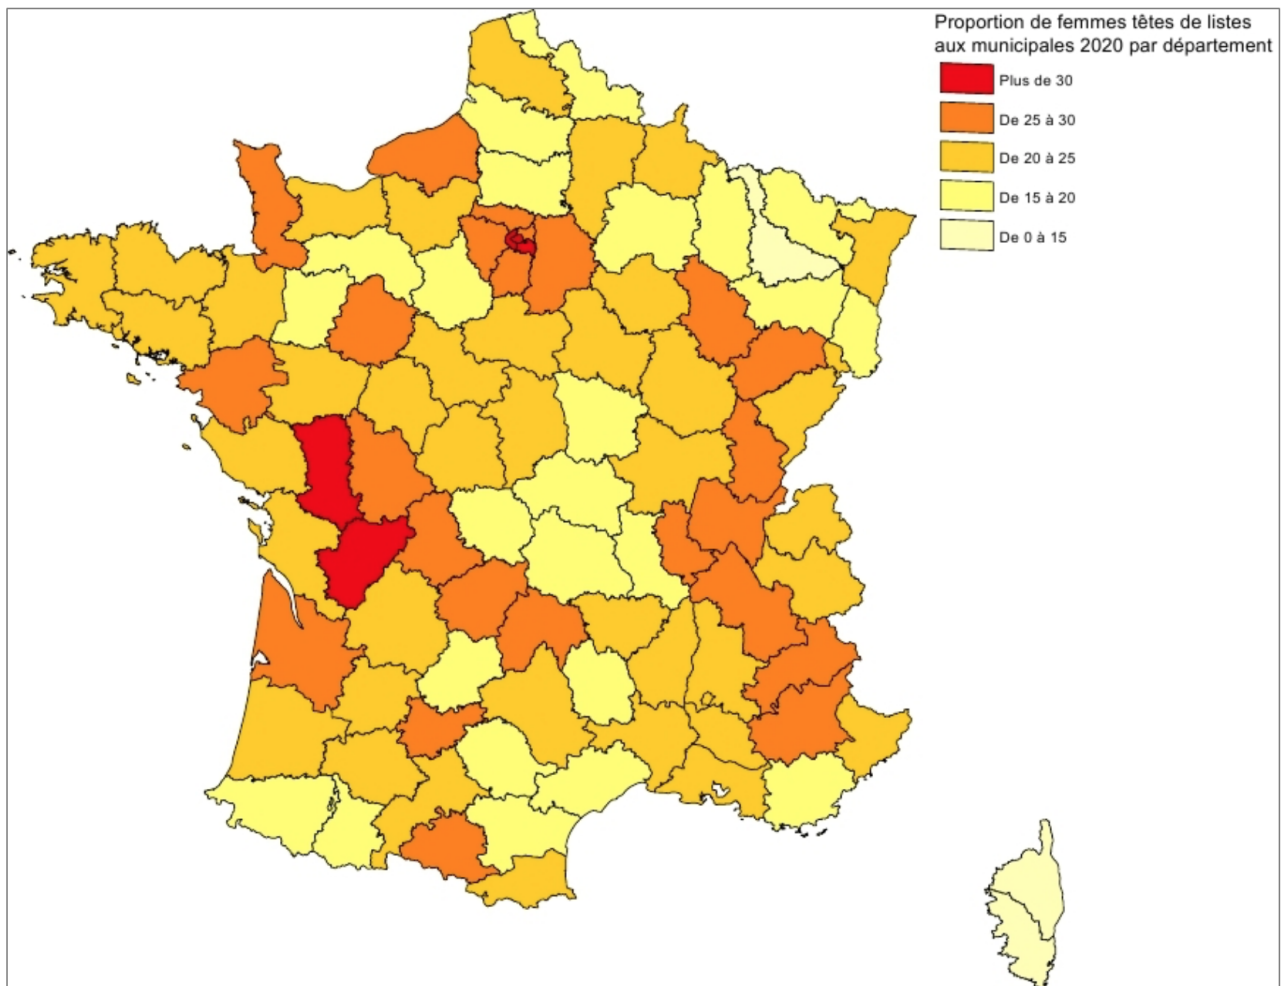 Proportion de femmes têtes de listes
aux municipales 2020 par département
Plus de 30
De 25 à 30
De 20 à 25
De 15 à 20
De 0 à 15